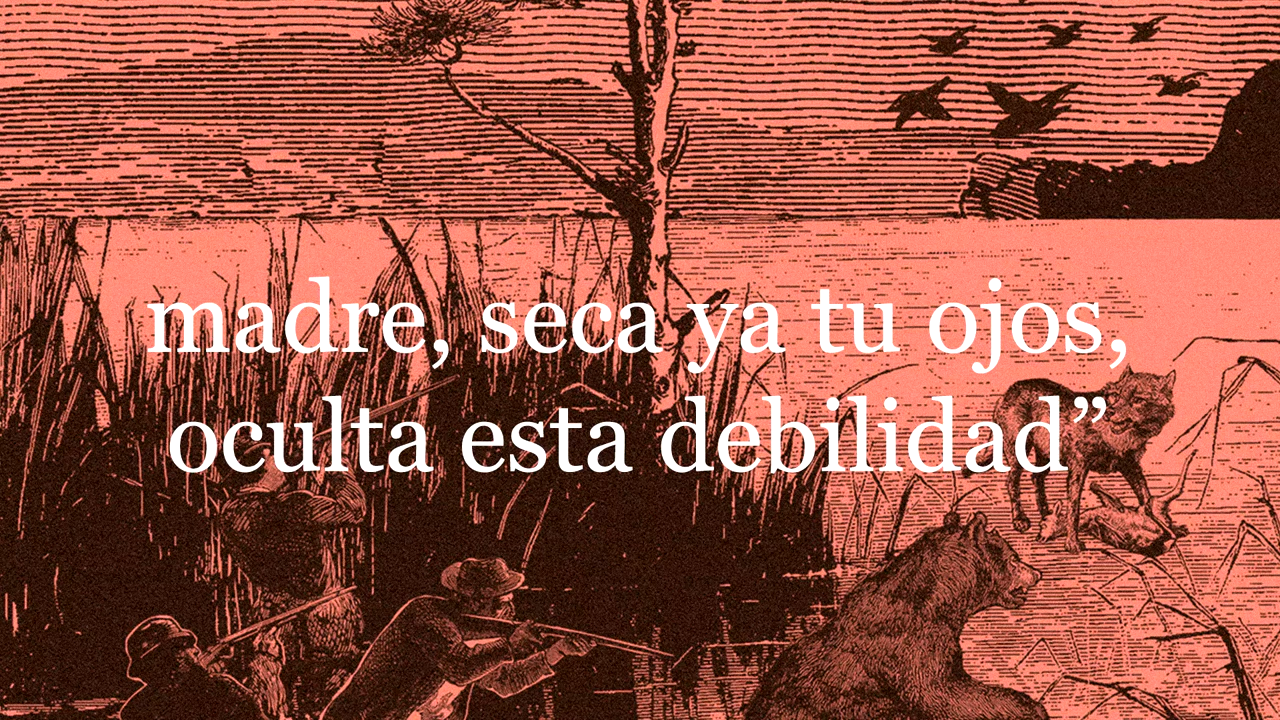 madre, seca ya tu ojos,
oculta esta debilidad”